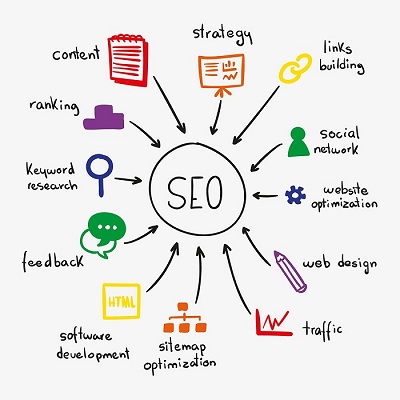 strategy
content
links
building
ranking
social
network
Keyword
research
SEO
website
optimization
feedback
web design
HTML
software
development
sitemap
optimization
traffic